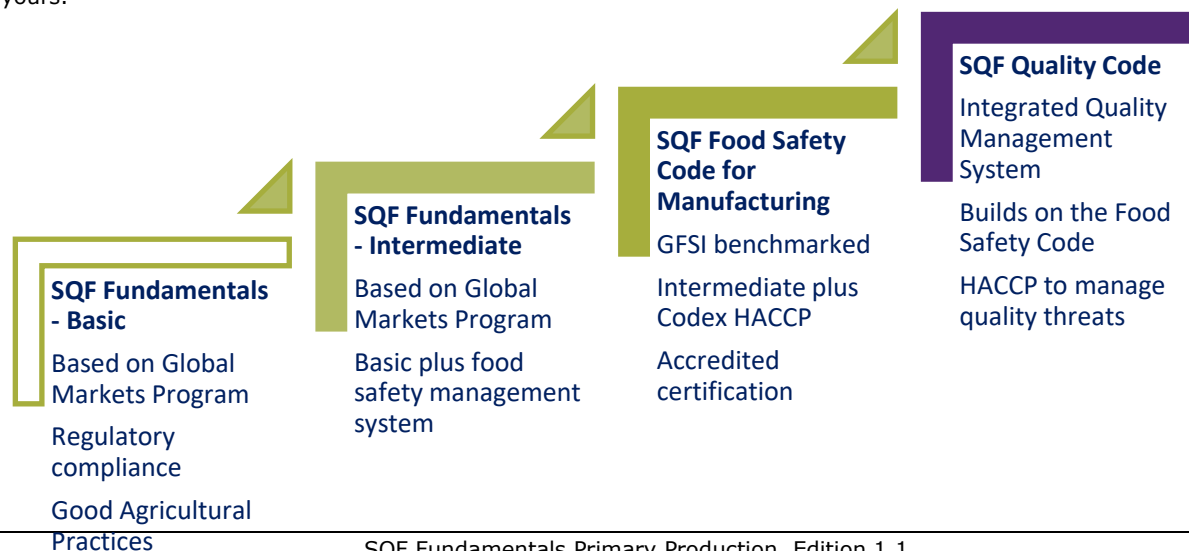 yours.
SQF Fundamentals
- Basic
Based on Global
Markets Program
Regulatory
compliance
Good Agricultural
Practices
SQF Fundamentals
- Intermediate
Based on Global
Markets Program
Basic plus food
safety management
system
SQF Food Safety
Code for
Manufacturing
GFSI benchmarked
Intermediate plus
Codex HACCP
Accredited
certification
SQF Quality Code
Integrated Quality
Management
System
Builds on the Food
Safety Code
HACCP to manage
quality threats
SQF Fundamentals Primary Production, Edition 1.1